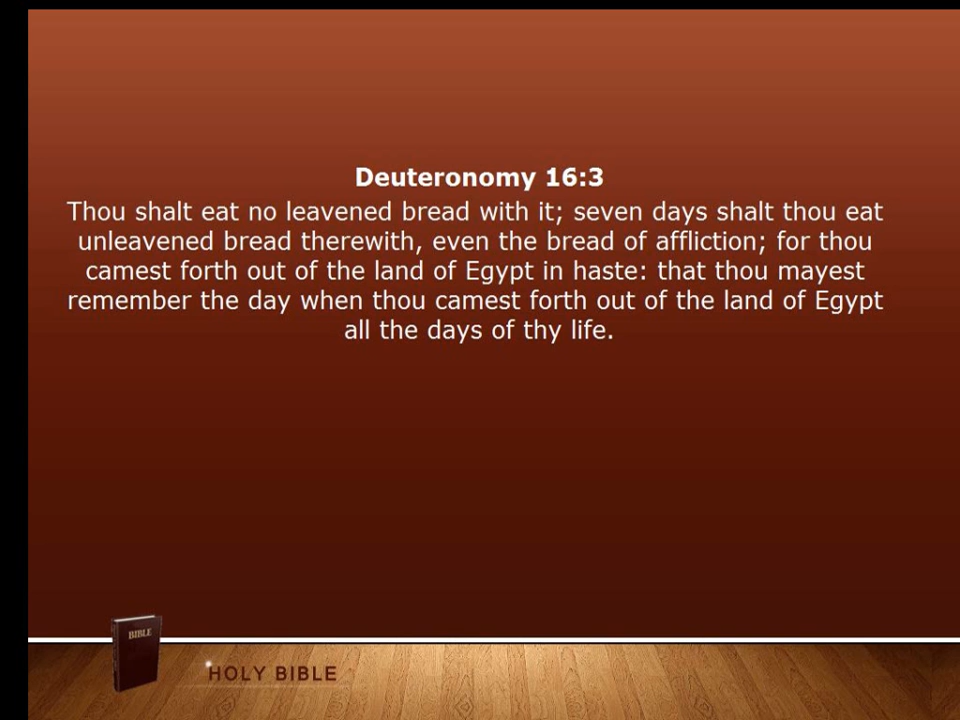 Deuteronomy 16:3
Thou shalt eat no leavened bread with it; seven days shalt thou eat
unleavened bread therewith, even the bread of affliction; for thou
camest forth out of the land of Egypt in haste: that thou mayest
remember the day when thou camest forth out of the land of Egypt
all the days of thy life.
BIBLE
HOLY BIBLE